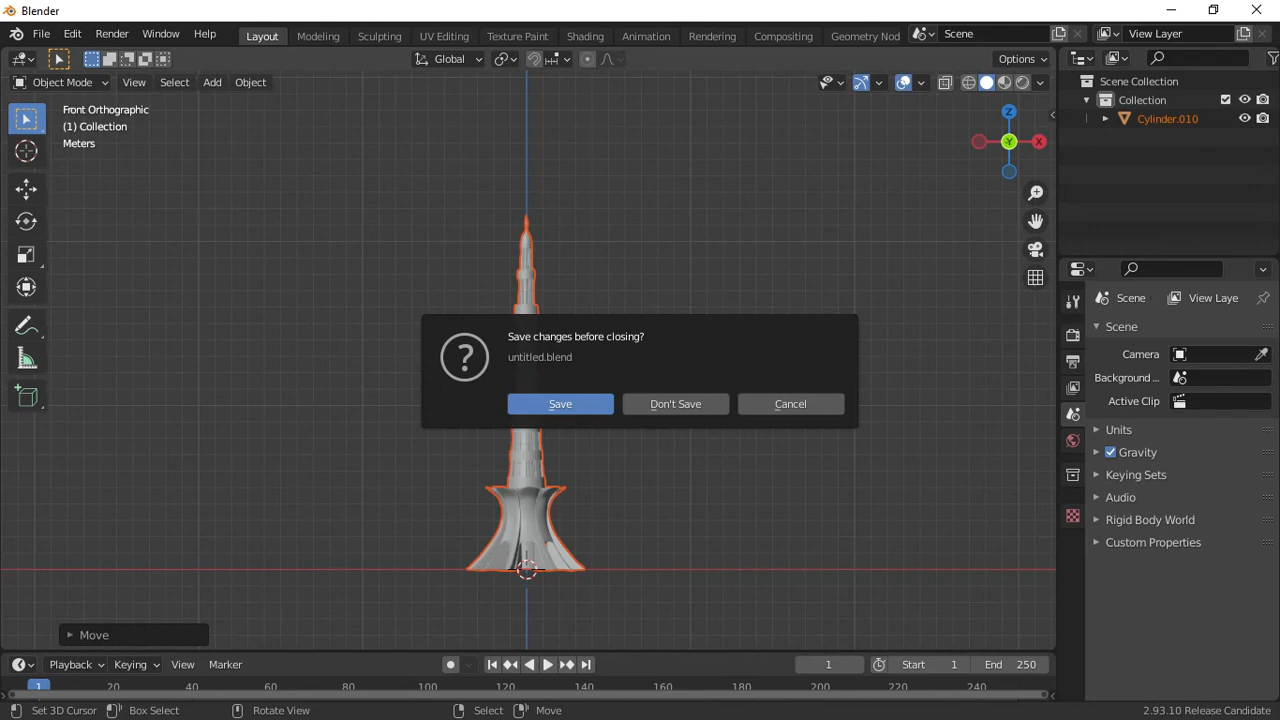 Blender
File Edit Render Window Help Layout Modeling Sculpting UV Editing Texture Paint Shading Animation Rendering Compositing Geometry Nod Scene View Layer
Global Options
Object Mode View Select Add Object
Front Orthographic
(1) Collection
Meters
Z
X
Y
Scene Collection
Collection
Cylinder.010
Save changes before closing?
untitled.blend
Save Don't Save Cancel
Scene View Laye
Scene
Camera
Background ...
Active Clip
Units
Gravity
Keying Sets
Audio
Rigid Body World
Custom Properties
Move
Playback Keying View Marker 1 Start 1 End 250
1 20 40 60 80 100 120 140 160 180 200 220 240
Set 3D Cursor Box Select Rotate View Select Move 2.93.10 Release Candidate